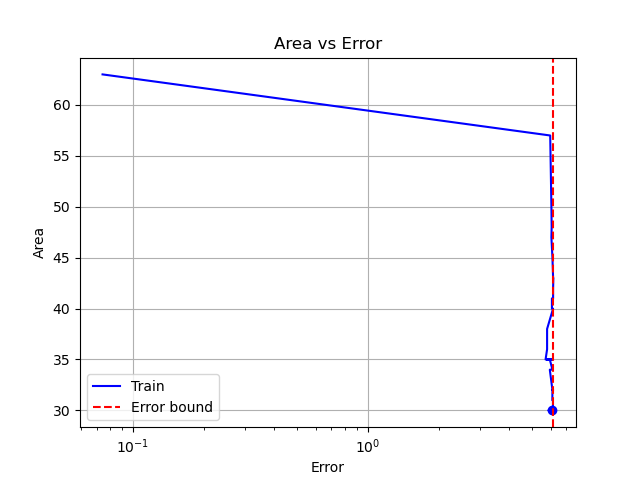 Area vs Error
Area
60
55
50
45
40
35
30
Train
Error bound
10⁻¹
10⁰
Error